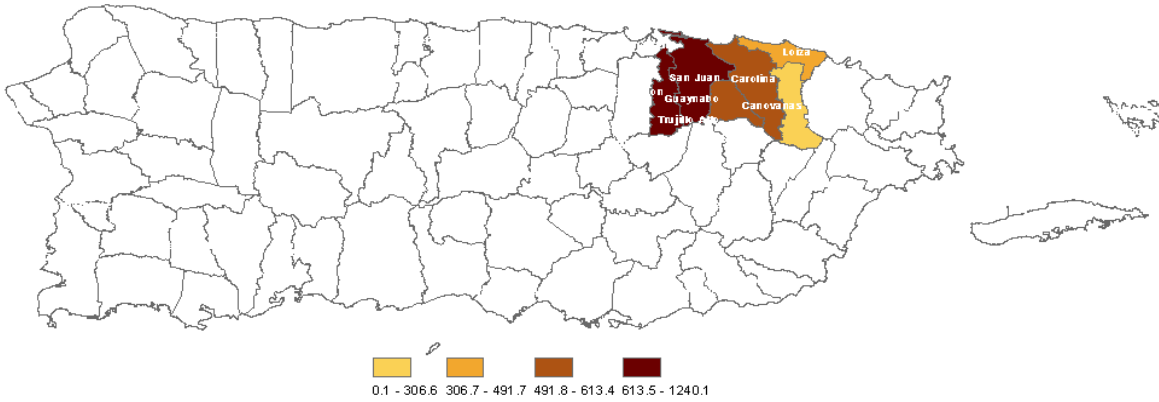 Loiza
San Juan
Carolina
on
Guaynabo
Canovanas
Trujillo Alto
0.1 - 306.6 306.7 - 491.7 491.8 - 613.4 613.5 - 1240.1